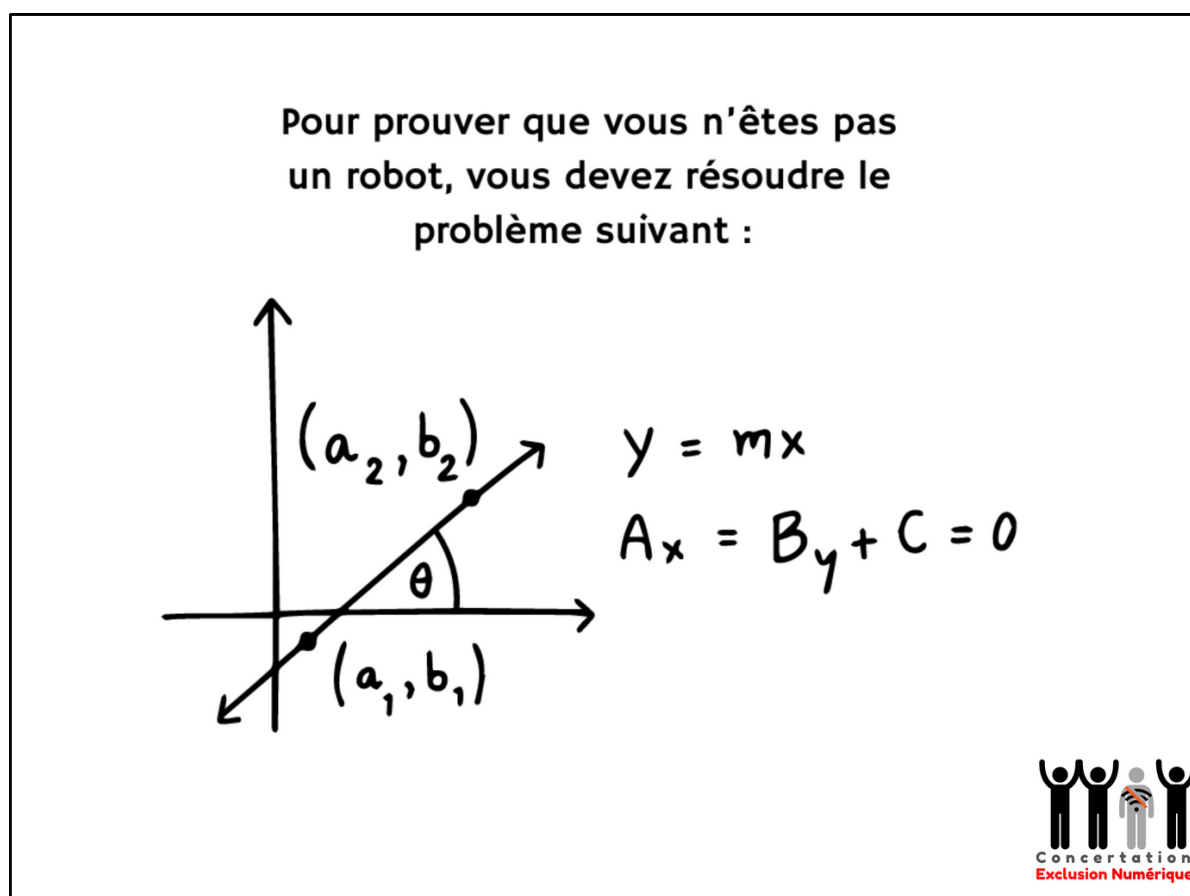 Pour prouver que vous n'êtes pas
un robot, vous devez résoudre le
problème suivant :
(a₂, b₂)
y = mx
Ax = By + C = 0
θ
(a₁, b₁)
Concertation
Exclusion Numérique